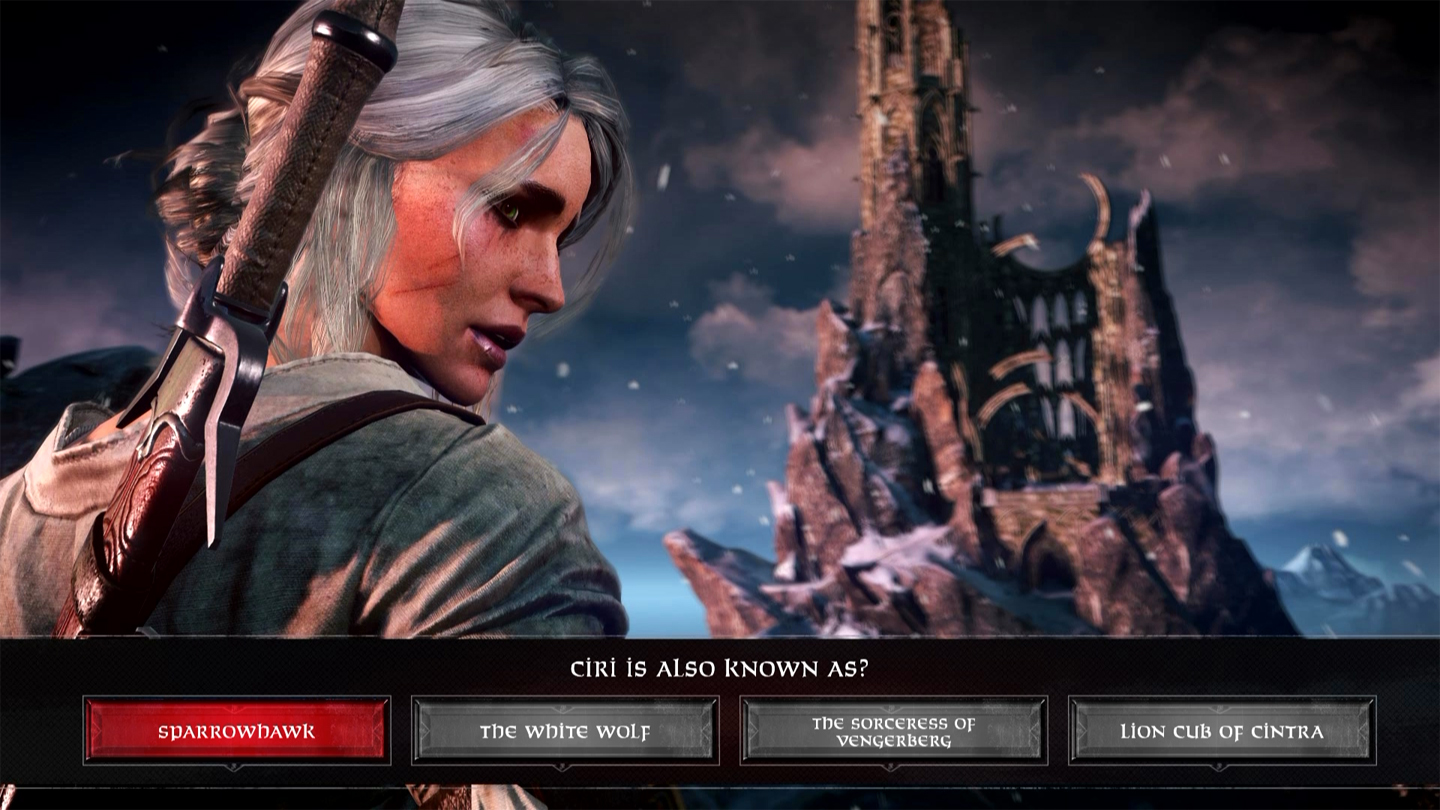 CIRI IS ALSO KNOWN AS?
SPARROWHAWK
THE WHITE WOLF
THE SORCERESS OF
VENGERBERG
LION CUB OF CINTRA